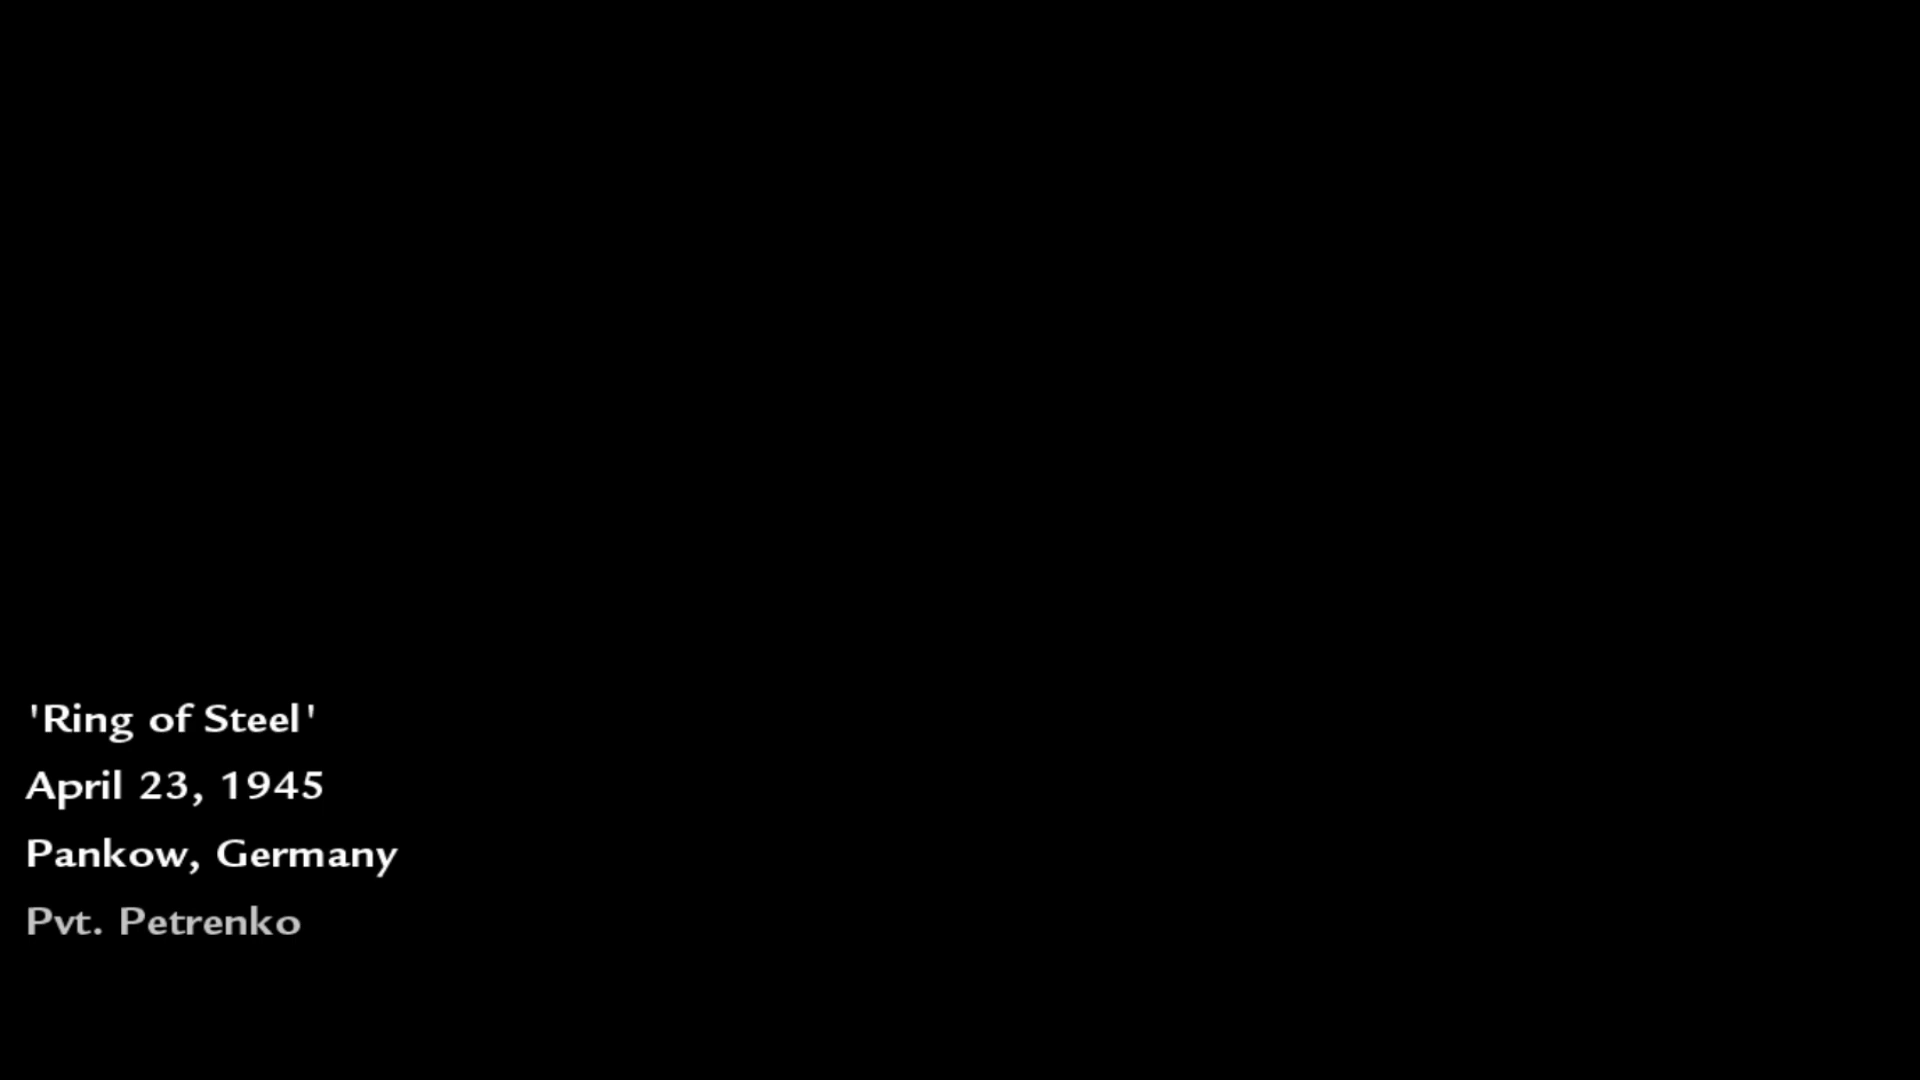 'Ring of Steel'
April 23, 1945
Pankow, Germany
Pvt. Petrenko